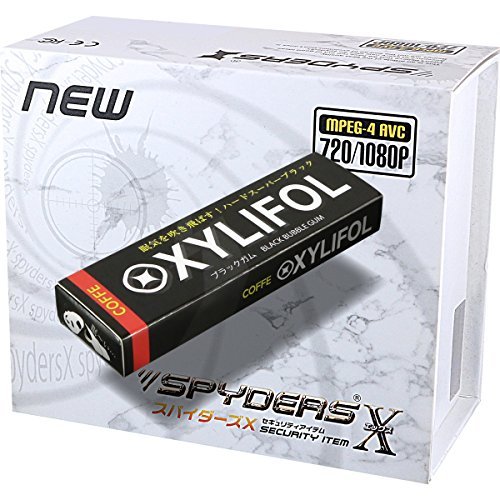 SPYDERSX
720/1080P
NEW
MPEG-4 AVC
720/1080P
眠気を吹き飛ばす!ハードスーパーブラック
XYLIFOL
ブラックガム BLACK BUBBLE GUM
COFFE
COFFE XYLIFOL
SPYDERS X®
スパイダーズX セキュリティアイテム
SECURITY ITEM